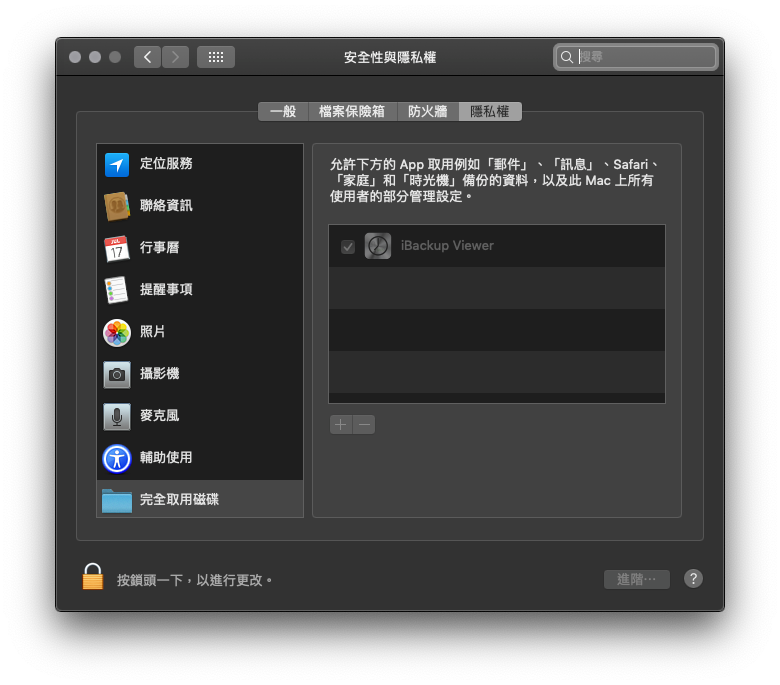 安全性與隱私權
搜尋
一般
檔案保險箱
防火牆
隱私權
定位服務
聯絡資訊
JUL
17
行事曆
提醒事項
照片
攝影機
麥克風
輔助使用
完全取用磁碟
允許下方的 App 取用例如「郵件」、「訊息」、Safari、
「家庭」和「時光機」備份的資料，以及此 Mac 上所有
使用者的部分管理設定。
iBackup Viewer
按鎖頭一下，以進行更改。
進階⋯
?